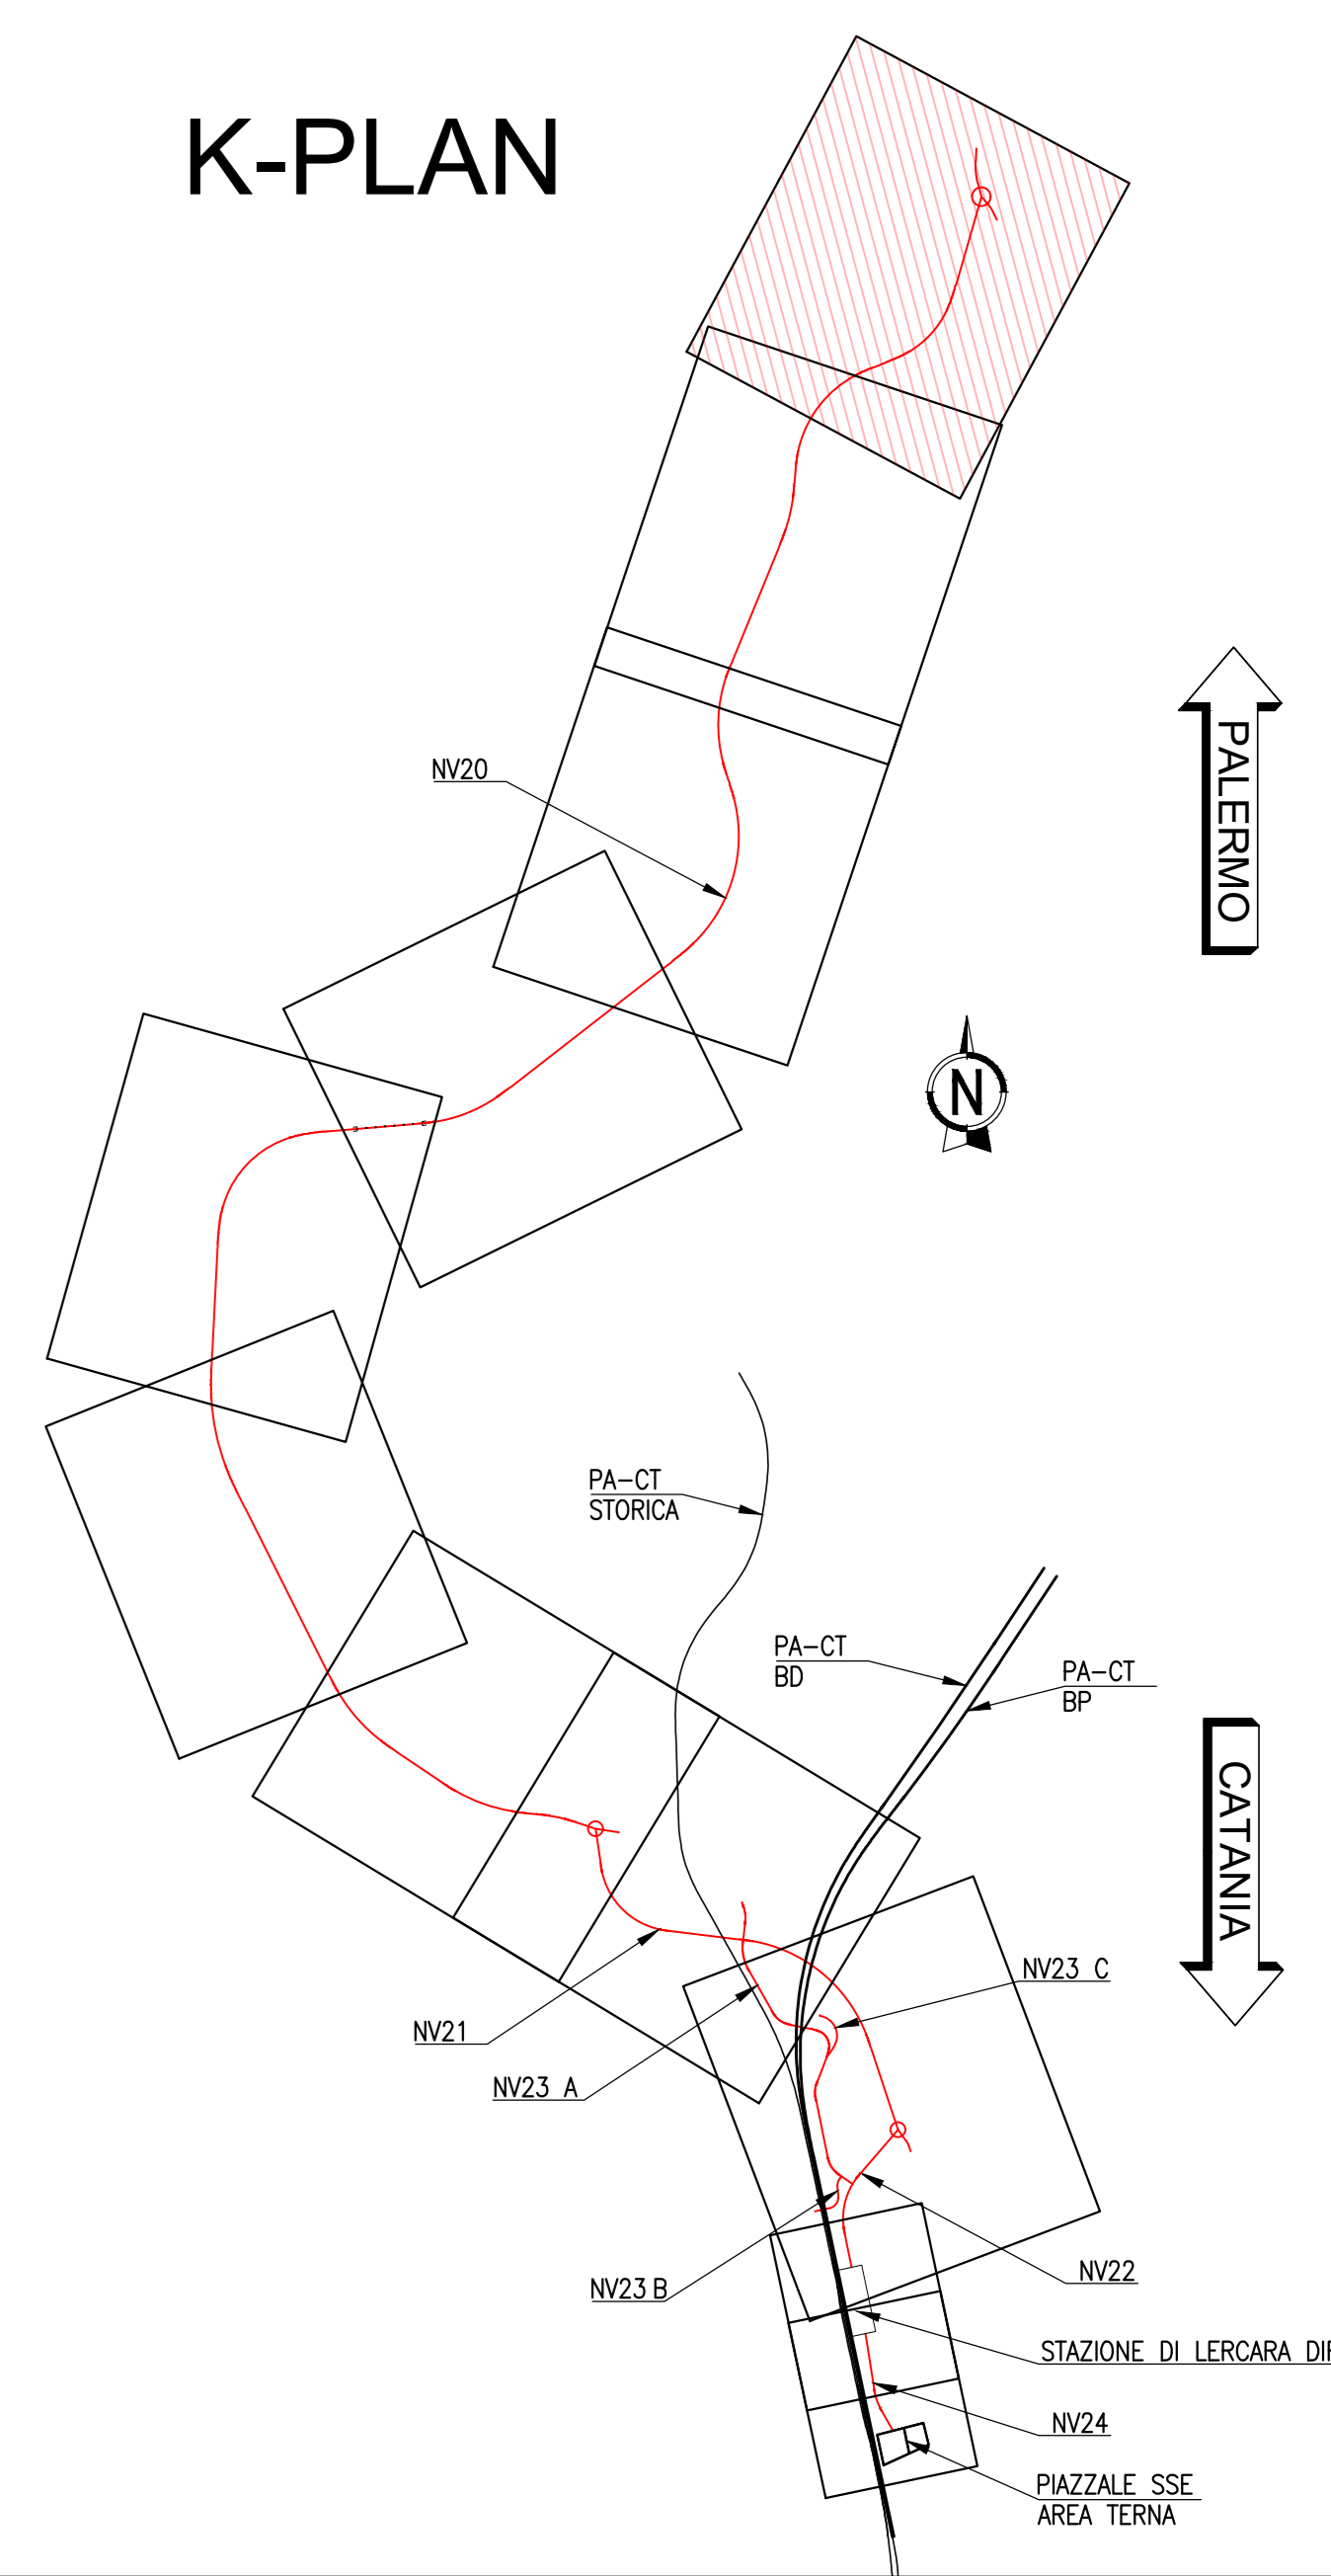 K-PLAN
PALERMO
NV20
N
PA-CT
STORICA
PA-CT
BD
PA-CT
BP
CATANIA
NV23 C
NV21
NV23 A
NV22
NV23 B
STAZIONE DI LERCARA
NV24
PIAZZALE SSE
AREA TERNA